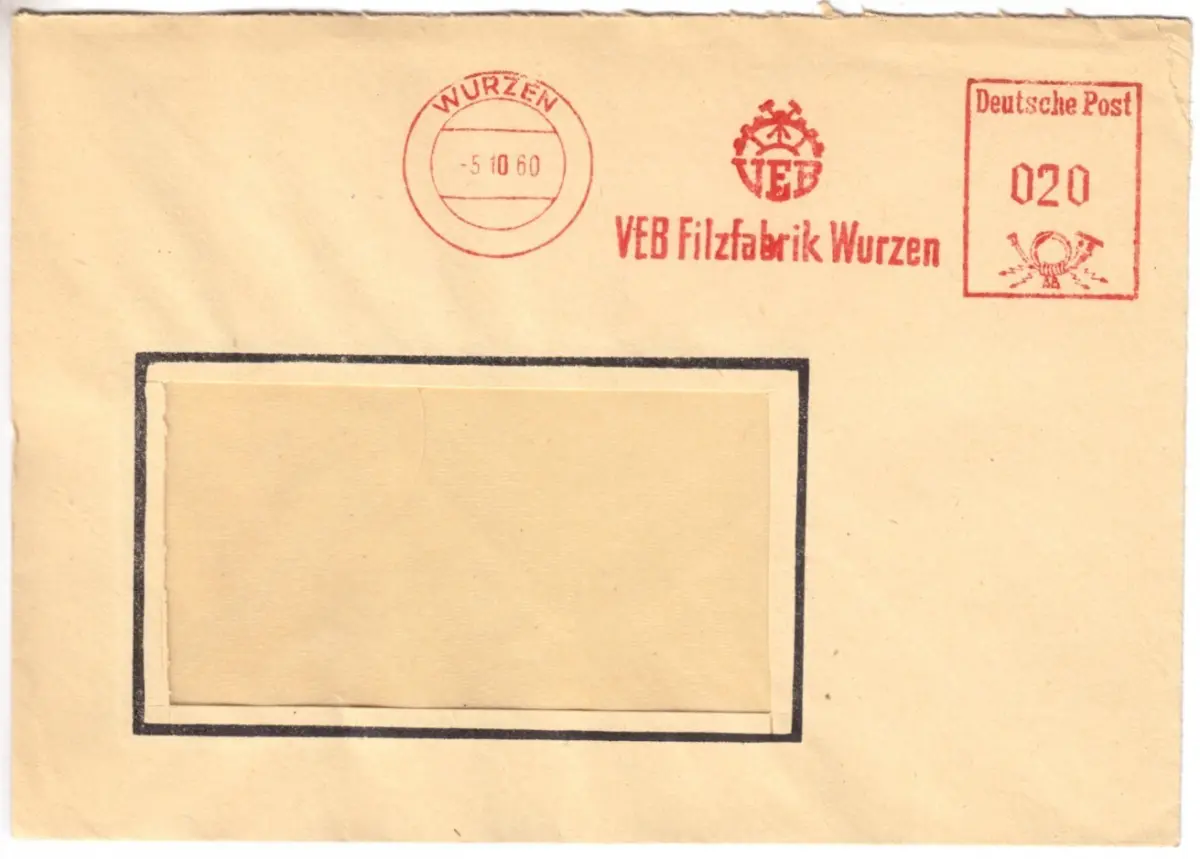 WURZEN
-5 10 60
VEB
VEB Filzfabrik Wurzen
Deutsche Post
020